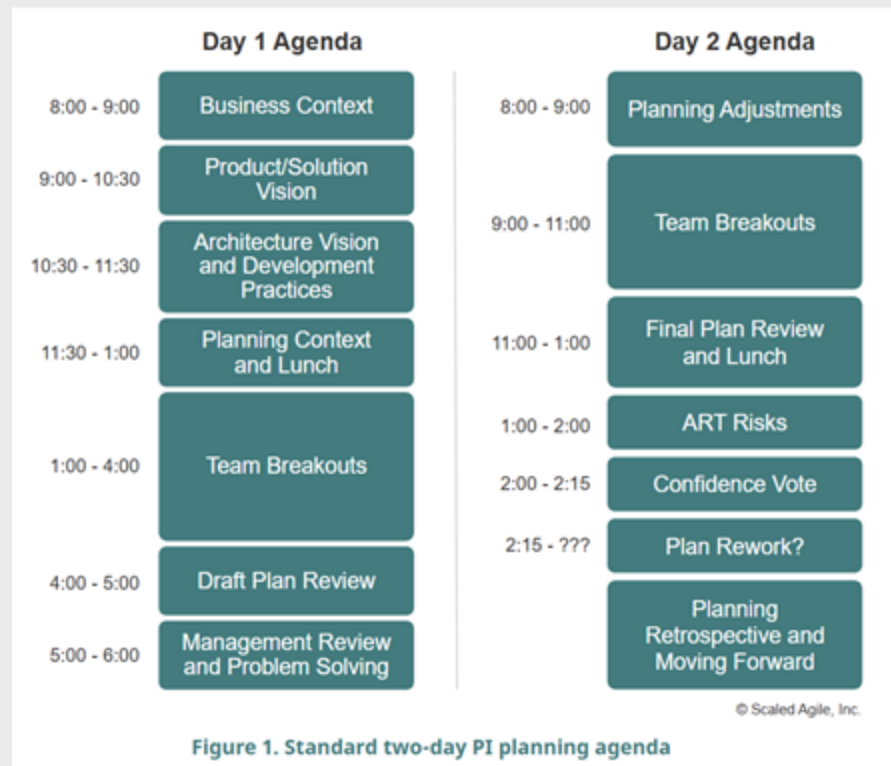 Day 1 Agenda
8:00 - 9:00
Business Context
9:00 - 10:30
Product/Solution
Vision
10:30 - 11:30
Architecture Vision
and Development
Practices
11:30 - 1:00
Planning Context
and Lunch
1:00 - 4:00
Team Breakouts
4:00 - 5:00
Draft Plan Review
5:00 - 6:00
Management Review
and Problem Solving
Day 2 Agenda
8:00 - 9:00
Planning Adjustments
9:00 - 11:00
Team Breakouts
11:00 - 1:00
Final Plan Review
and Lunch
1:00 - 2:00
ART Risks
2:00 - 2:15
Confidence Vote
2:15 - ???
Plan Rework?
Planning
Retrospective and
Moving Forward
© Scaled Agile, Inc.
Figure 1. Standard two-day PI planning agenda